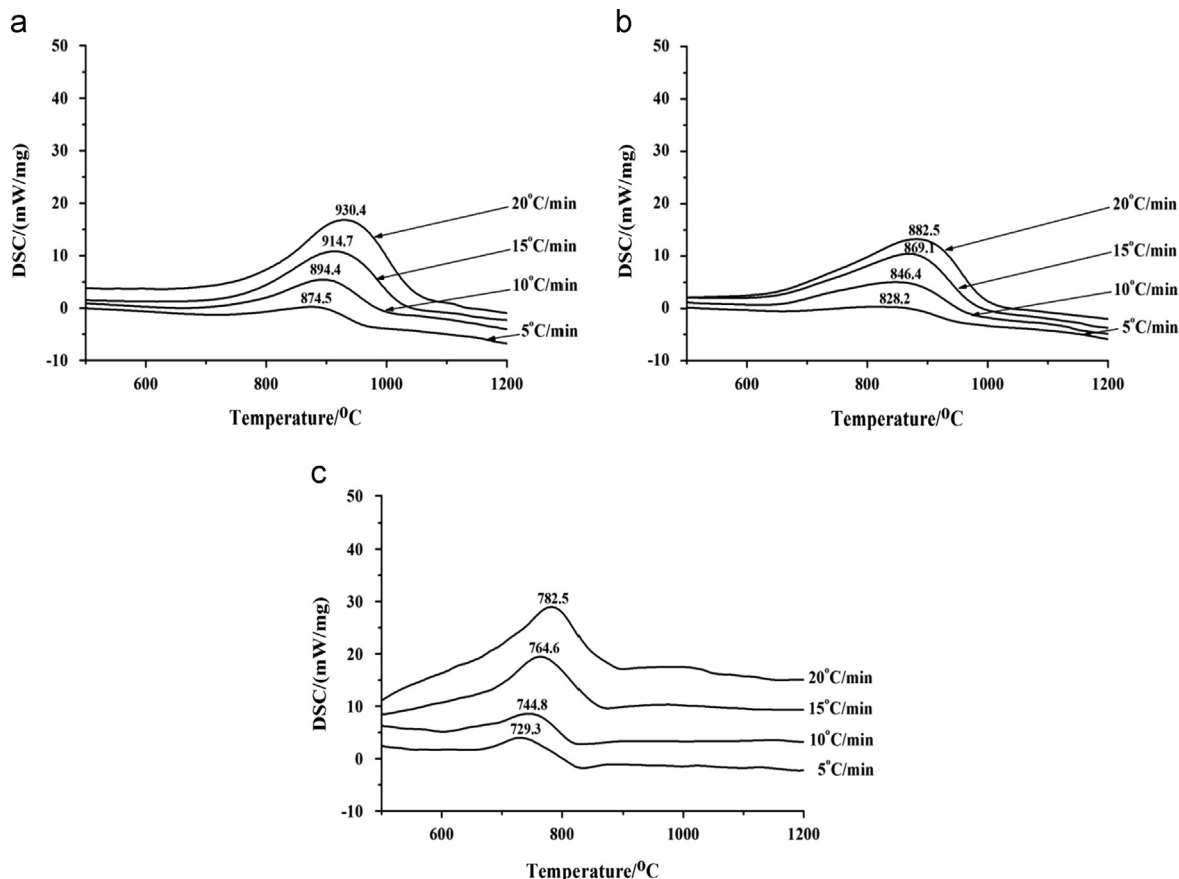 a
50
40
30
20
10
0
-10
DSC/(mW/mg)
930.4
914.7
894.4
874.5
20°C/min
15°C/min
10°C/min
5°C/min
600 800 1000 1200
Temperature/⁰C
b
50
40
30
20
10
0
-10
DSC/(mW/mg)
882.5
869.1
846.4
828.2
20°C/min
15°C/min
10°C/min
5°C/min
600 800 1000 1200
Temperature/⁰C
c
50
40
30
20
10
0
-10
DSC/(mW/mg)
782.5
764.6
744.8
729.3
20°C/min
15°C/min
10°C/min
5°C/min
600 800 1000 1200
Temperature/⁰C